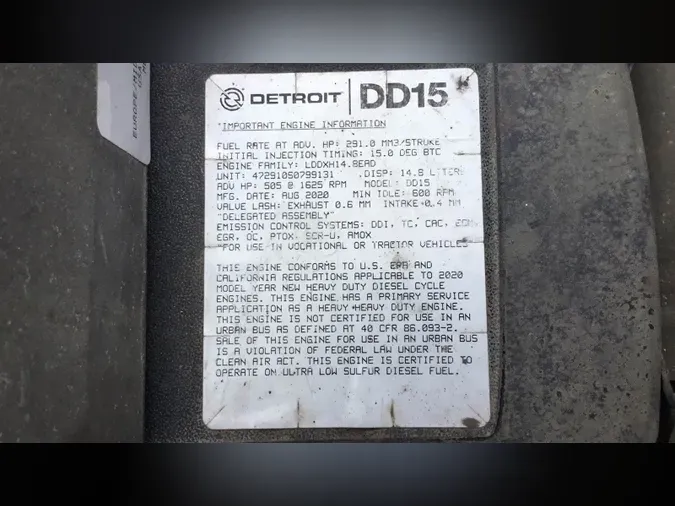 DETROIT DD15
"IMPORTANT ENGINE INFORMATION
FUEL RATE AT ADV. HP: 291.0 MM3/STROKE
INITIAL INJECTION TIMING: 15.0 DEG BTC
ENGINE FAMILY: LDDXH14.8EAD
UNIT: 472910S0799131 .DISP: 14.8 LITERS
ADV HP: 505 @ 1625 RPM MODEL: DD15
MFG. DATE: AUG 2020 MIN IDLE: 600 RPM
VALVE LASH: EXHAUST 0.6 MM INTAKE 0.4 MM
"DELEGATED ASSEMBLY"
EMISSION CONTROL SYSTEMS: DDI, TC, CAC, ECM,
EGR, OC, PTOX, SCR-U, AMOX
"FOR USE IN VOCATIONAL OR TRACTOR VEHICLES
THIS ENGINE CONFORMS TO U.S. EPA AND
CALIFORNIA REGULATIONS APPLICABLE TO 2020
MODEL YEAR NEW HEAVY DUTY DIESEL CYCLE
ENGINES. THIS ENGINE HAS A PRIMARY SERVICE
APPLICATION AS A HEAVY HEAVY DUTY ENGINE.
THIS ENGINE IS NOT CERTIFIED FOR USE IN AN
URBAN BUS AS DEFINED AT 40 CFR 86.093-2.
SALE OF THIS ENGINE FOR USE IN AN URBAN BUS
IS A VIOLATION OF FEDERAL LAW UNDER THE
CLEAN AIR ACT. THIS ENGINE IS CERTIFIED TO
OPERATE ON ULTRA LOW SULFUR DIESEL FUEL.